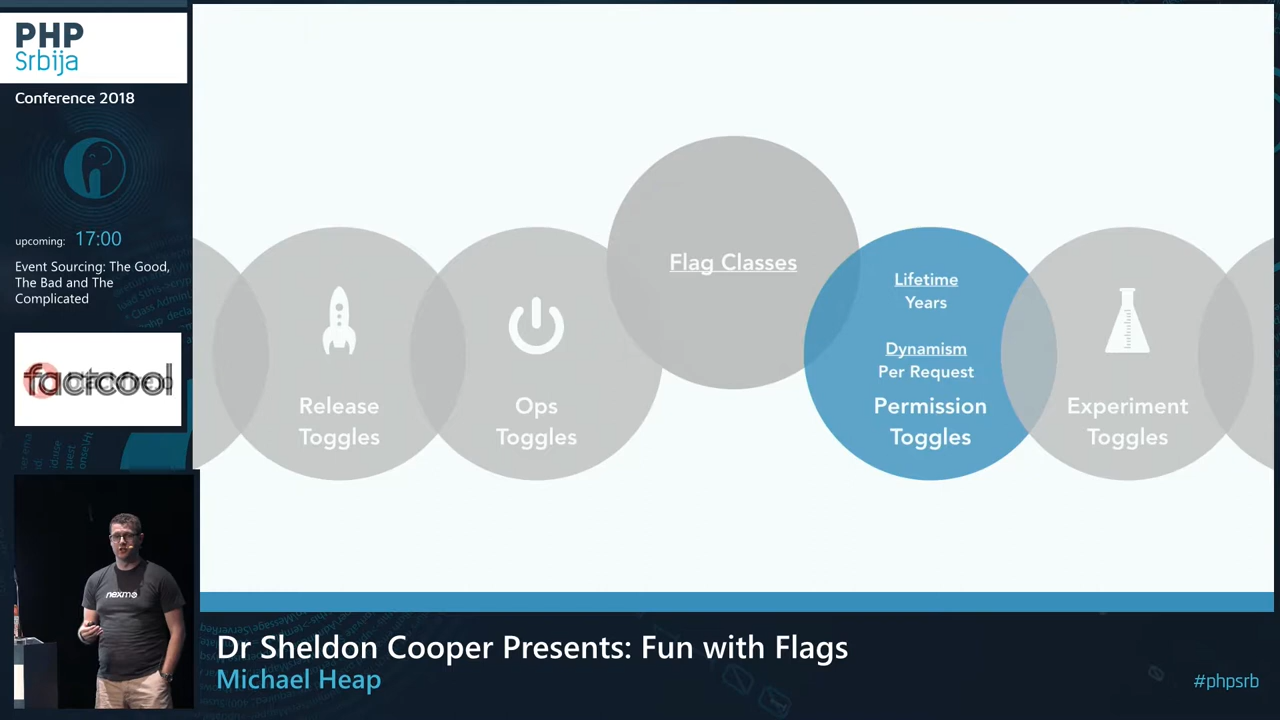 PHP
Srbija
Conference 2018
upcoming: 17:00
Event Sourcing: The Good,
The Bad and The
Complicated
Release
Toggles
Ops
Toggles
Flag Classes
Lifetime
Years
Dynamism
Per Request
Permission
Toggles
Experiment
Toggles
nexmo
Dr Sheldon Cooper Presents: Fun with Flags
Michael Heap
#phpsrb